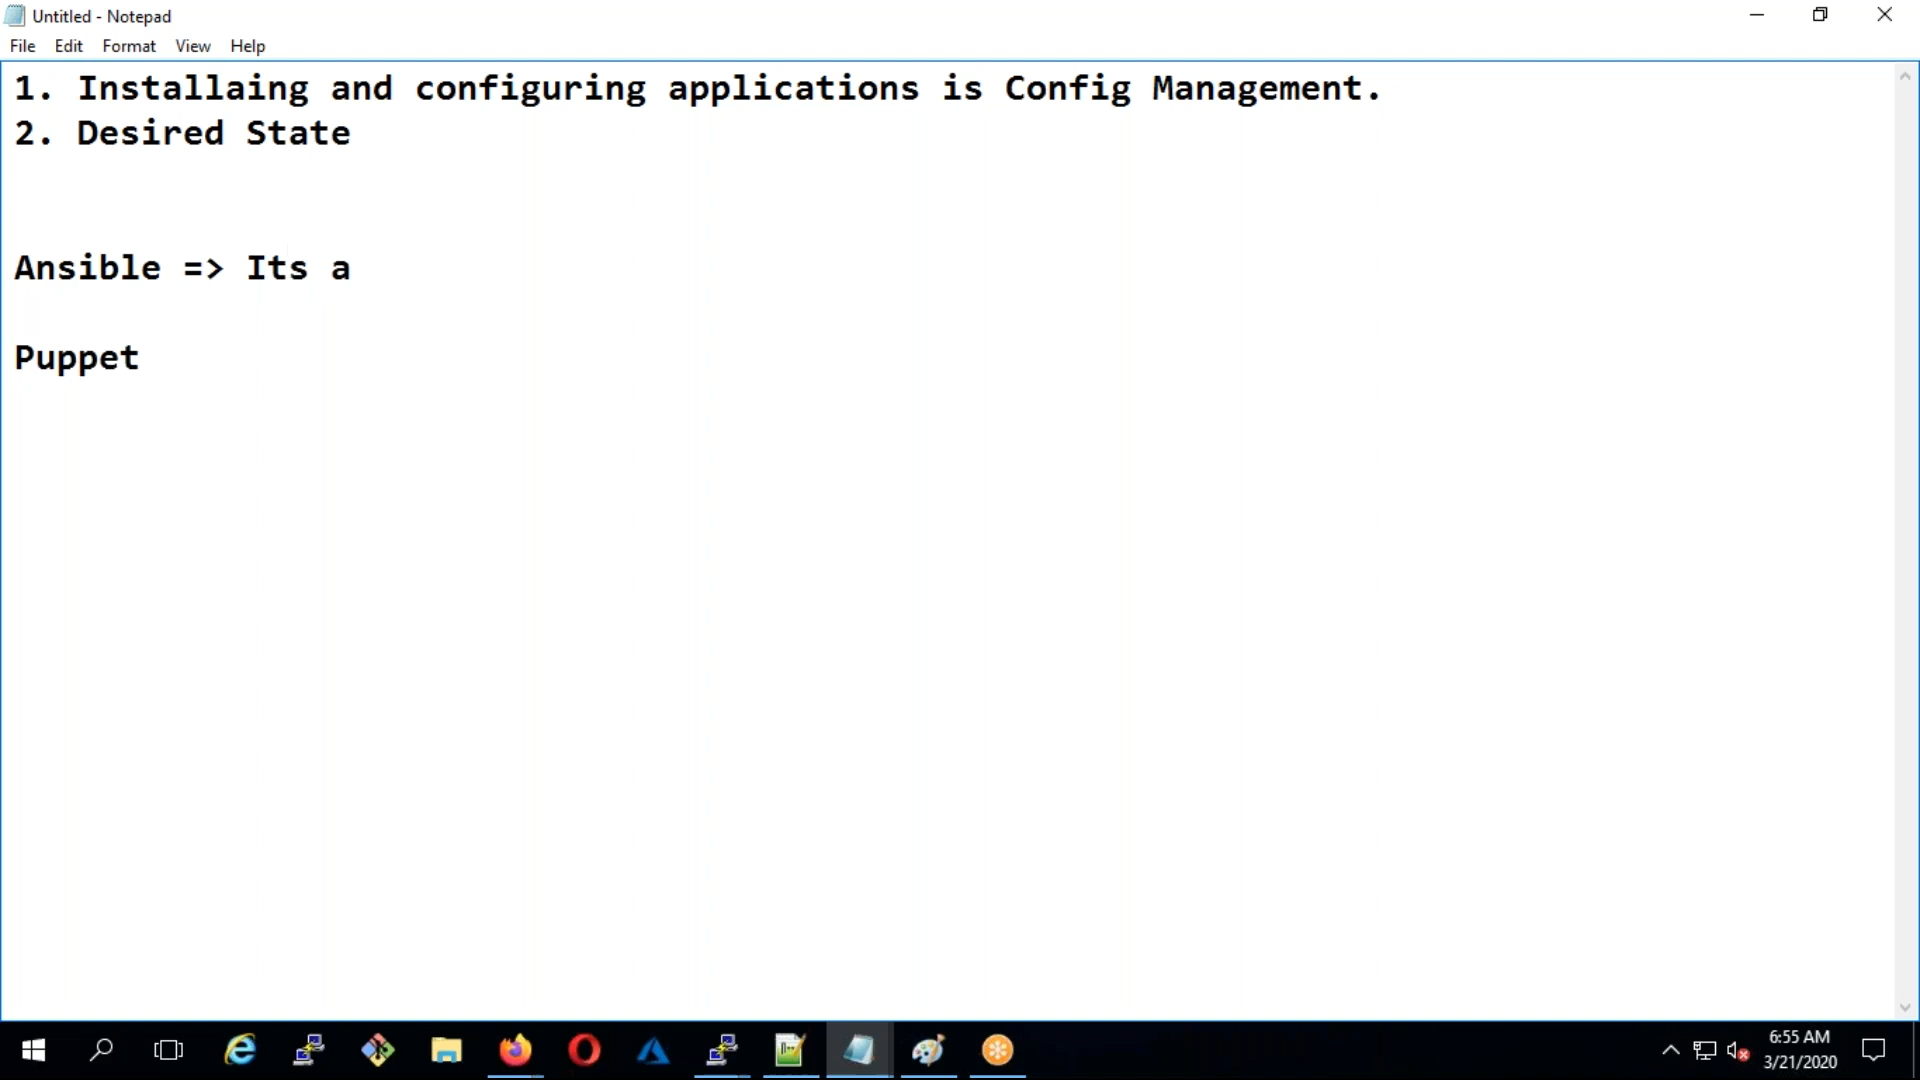 Untitled - Notepad
File Edit Format View Help
1. Installaing and configuring applications is Config Management.
2. Desired State
Ansible => Its a
Puppet
6:55 AM
3/21/2020